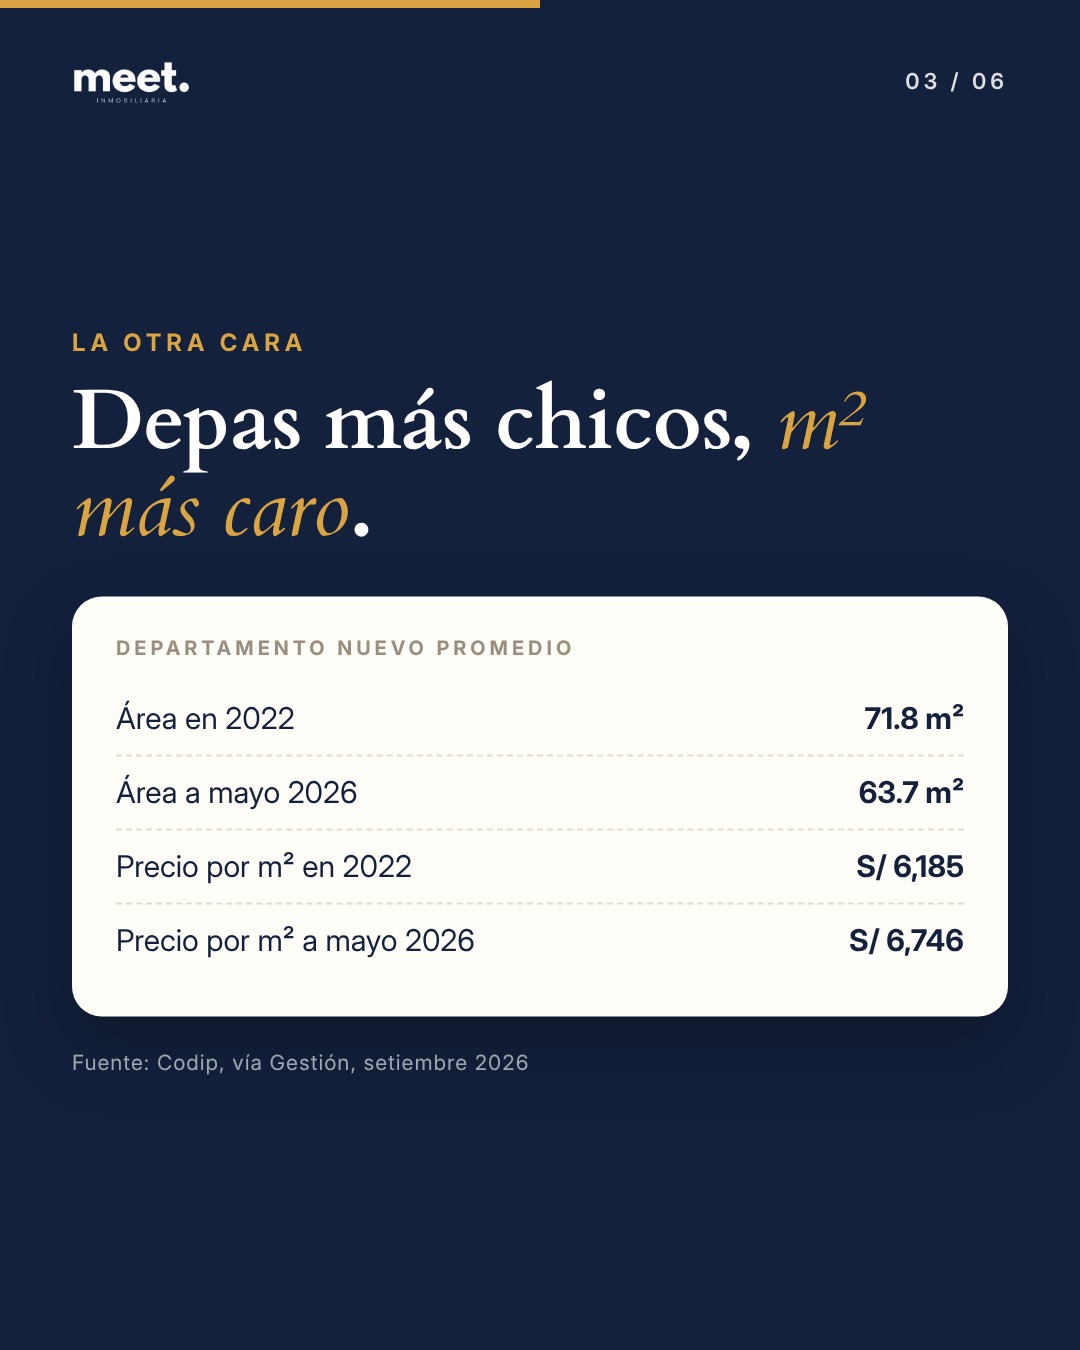 meet.
INMOBILIARIA
03 / 06
LA OTRA CARA
Depas más chicos, m²
más caro.
DEPARTAMENTO NUEVO PROMEDIO
Área en 2022 71.8 m²
Área a mayo 2026 63.7 m²
Precio por m² en 2022 S/ 6,185
Precio por m² a mayo 2026 S/ 6,746
Fuente: Codip, vía Gestión, setiembre 2026